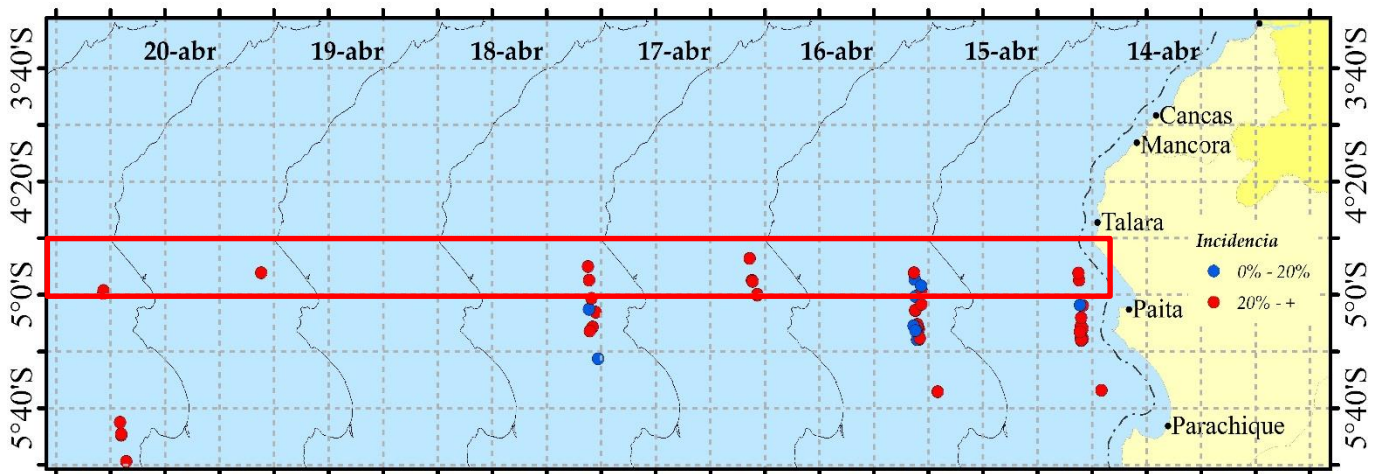 20-abr 19-abr 18-abr 17-abr 16-abr 15-abr 14-abr
3°40'S 3°40'S
Cancas
Mancora
4°20'S 4°20'S
Talara
Incidencia
0% - 20%
5°0'S 5°0'S
20% - +
Paita
5°40'S 5°40'S
Parachique